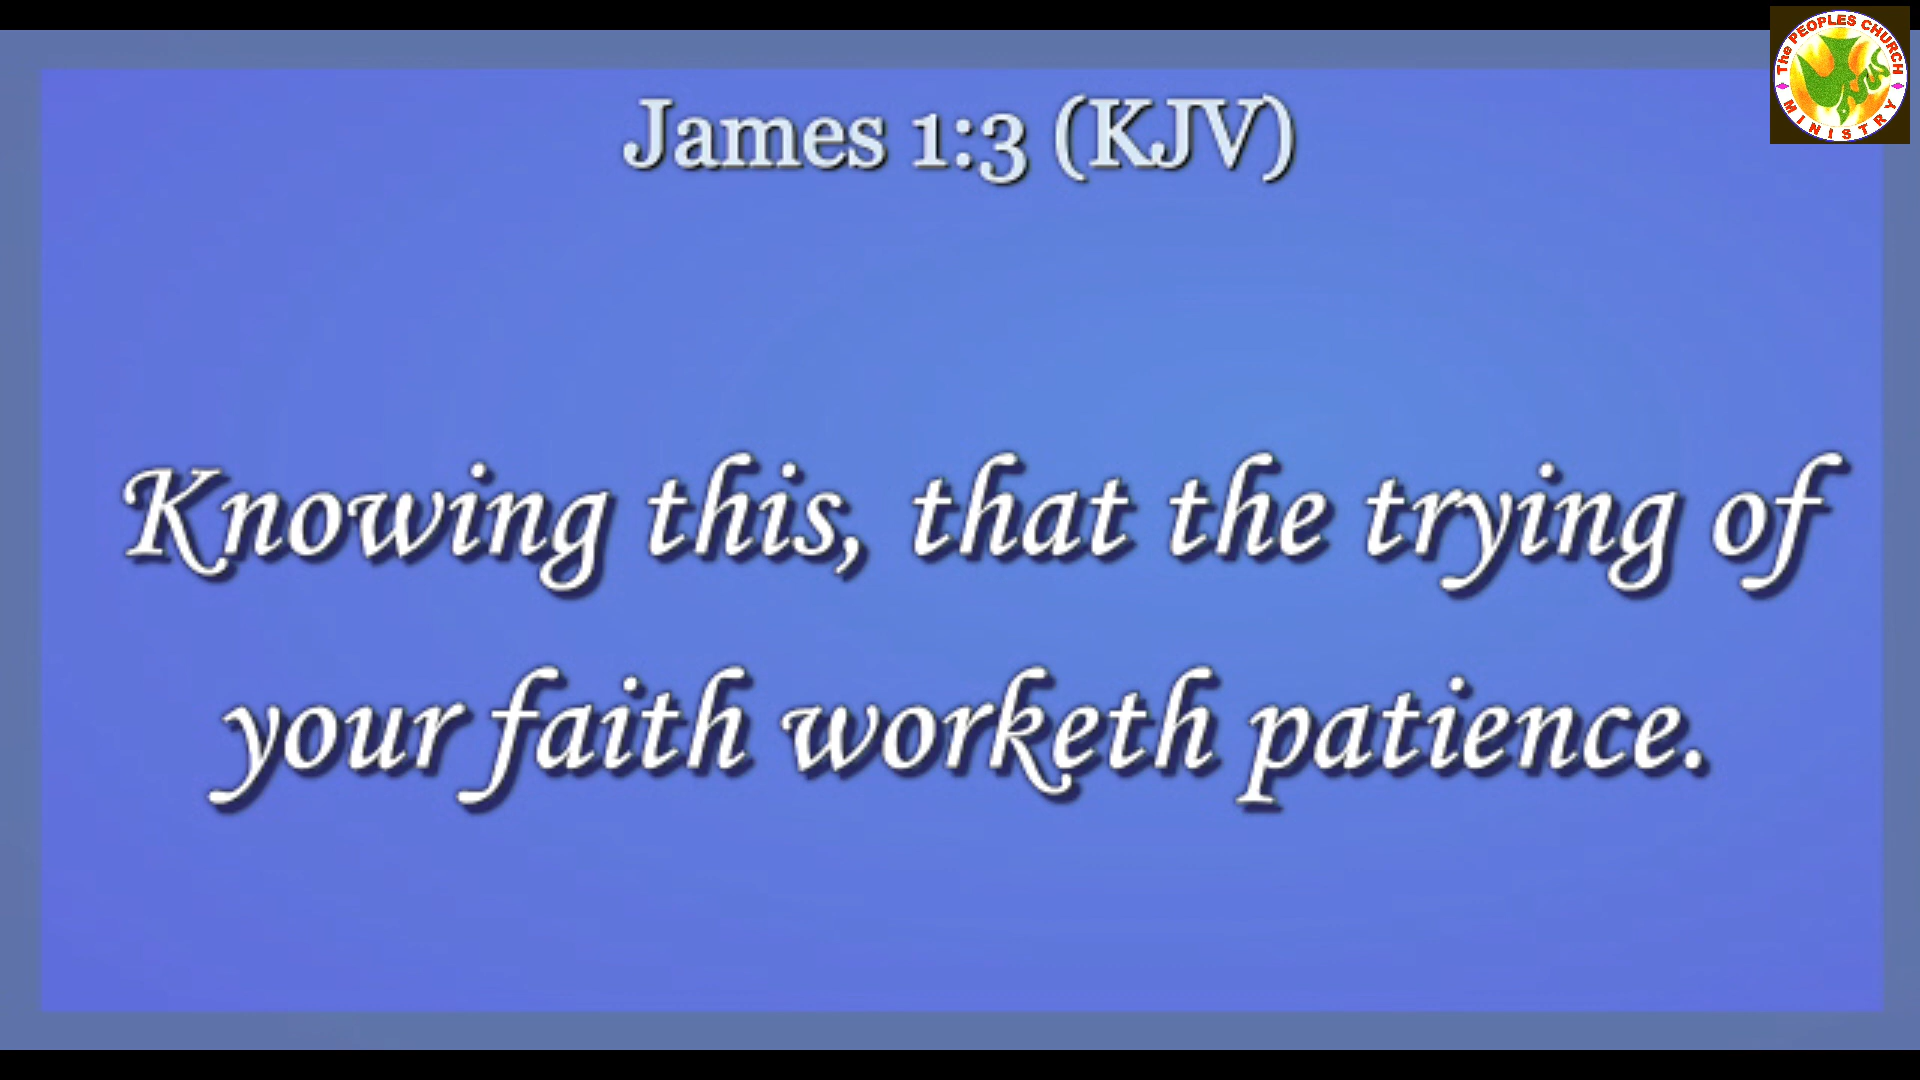 The PEOPLES CHURCH
MINISTRY
James 1:3 (KJV)
Knowing this, that the trying of
your faith worketh patience.